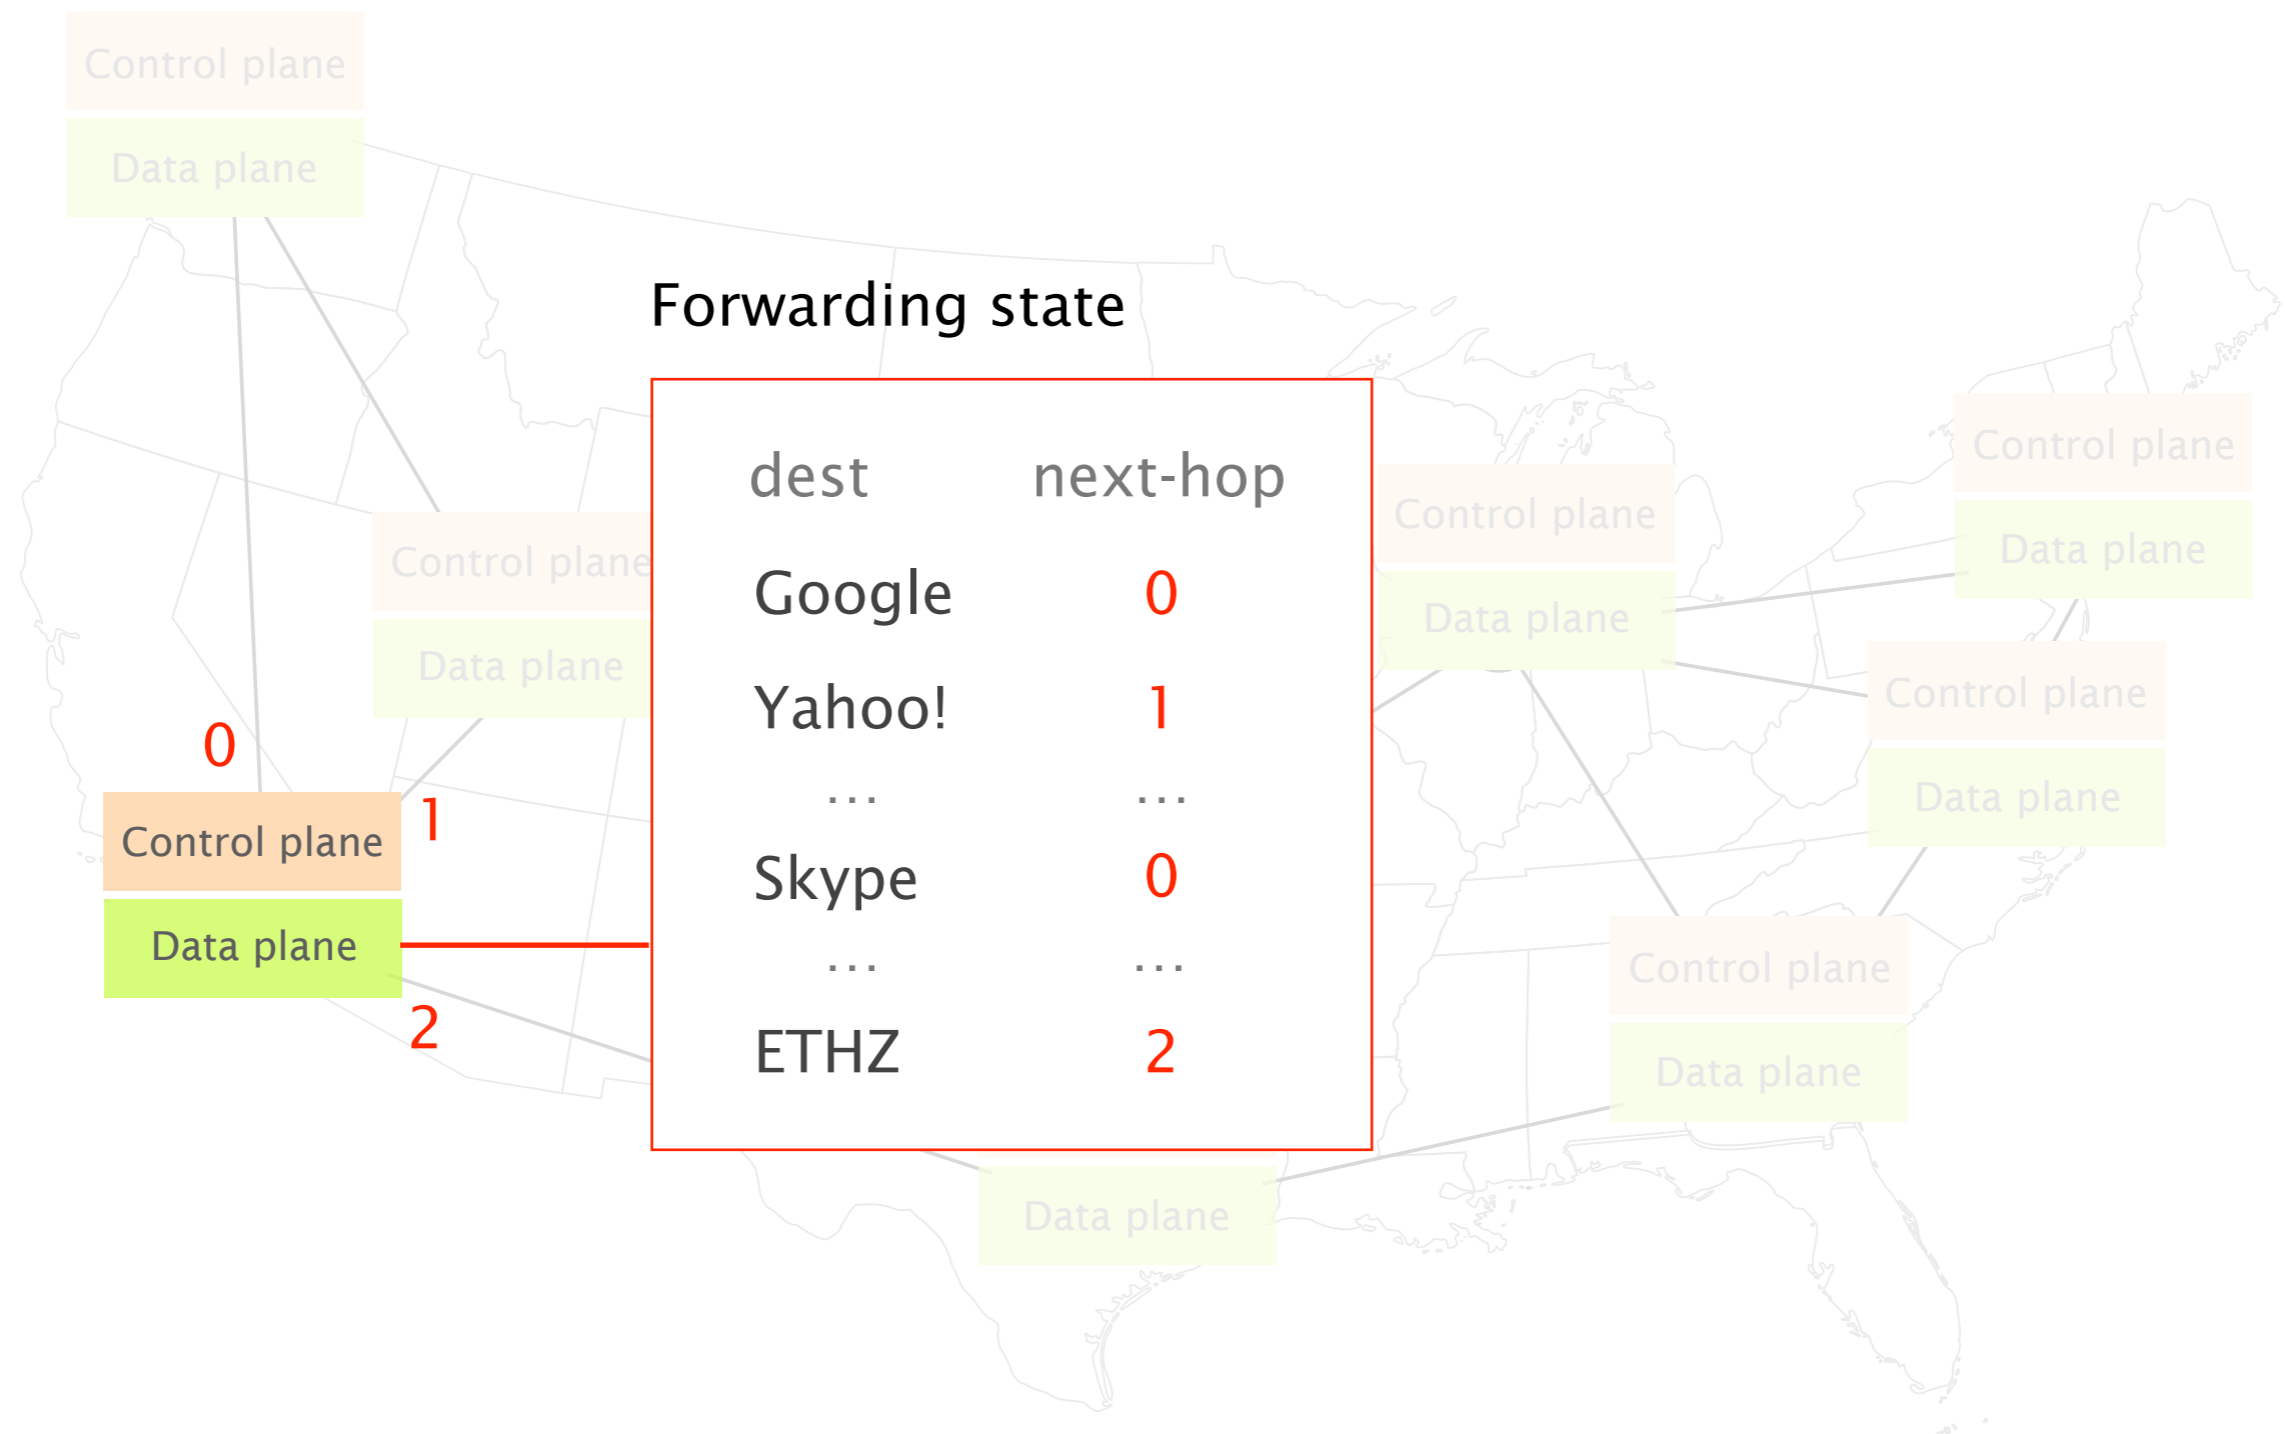 Control plane
Data plane
Forwarding state
dest next-hop
Google 0
Yahoo! 1
... ...
Skype 0
... ...
ETHZ 2
Control plane
Data plane
0
1
Control plane
Data plane
2
Control plane
Data plane
Control plane
Data plane
Control plane
Data plane
Control plane
Data plane
Data plane